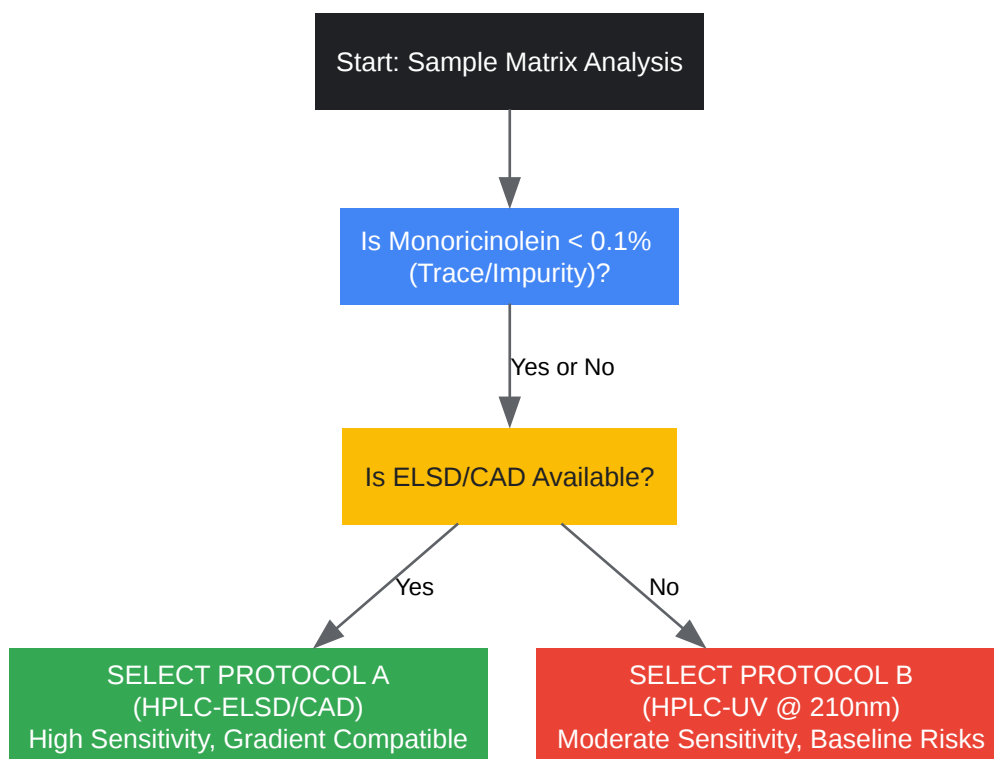 Start: Sample Matrix Analysis
Is Monoricinolein < 0.1%
(Trace/Impurity)?
Yes or No
Is ELSD/CAD Available?
Yes
No
SELECT PROTOCOL A
(HPLC-ELSD/CAD)
High Sensitivity, Gradient Compatible
SELECT PROTOCOL B
(HPLC-UV @ 210nm)
Moderate Sensitivity, Baseline Risks